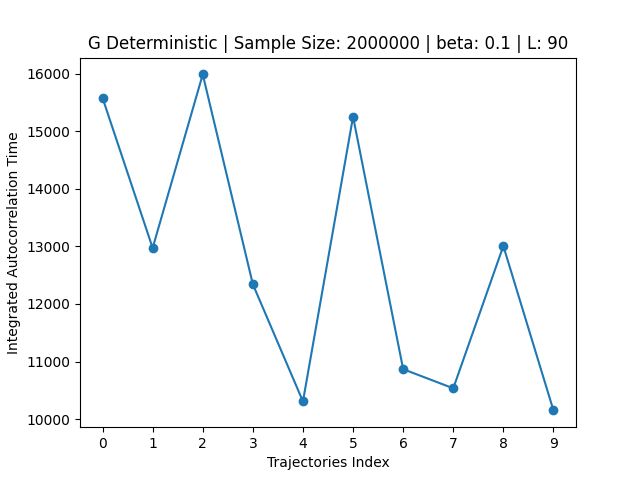 G Deterministic | Sample Size: 2000000 | beta: 0.1 | L: 90
Integrated Autocorrelation Time
16000
15000
14000
13000
12000
11000
10000
0 1 2 3 4 5 6 7 8 9
Trajectories Index